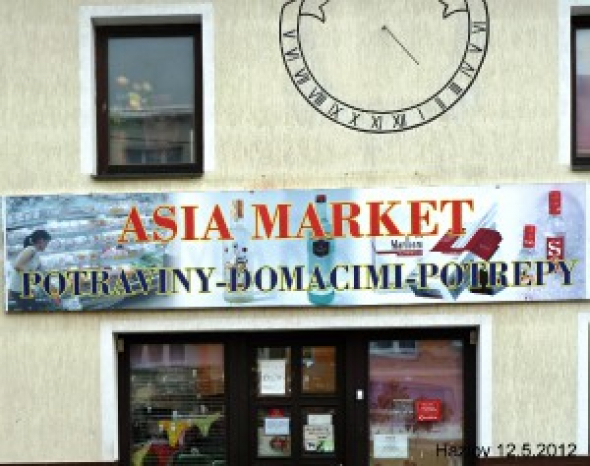 ASIA MARKET
POTRAVINY-DOMACIMI-POTREPY
Marlboro
Hazlov 12.5.2012